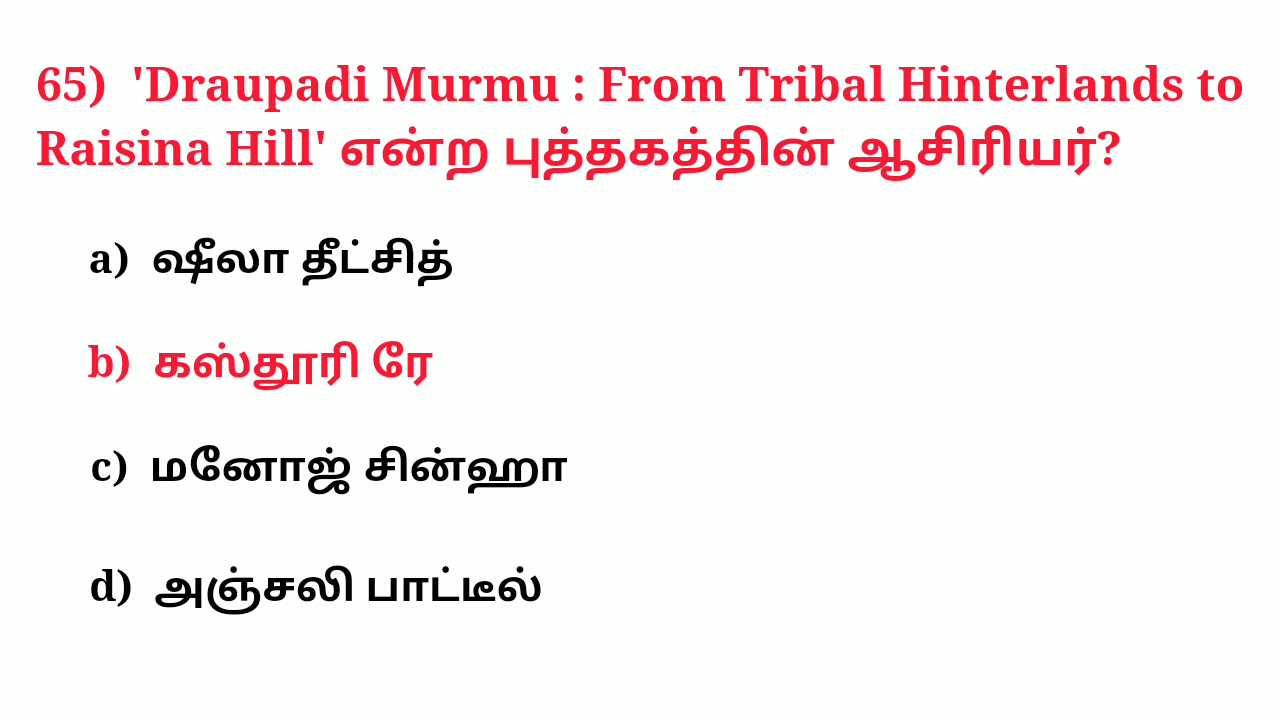 65) 'Draupadi Murmu : From Tribal Hinterlands to
Raisina Hill' என்ற புத்தகத்தின் ஆசிரியர்?
a) ஷீலா தீட்சித்
b) கஸ்தூரி ரே
c) மனோஜ் சின்ஹா
d) அஞ்சலி பாட்டீல்